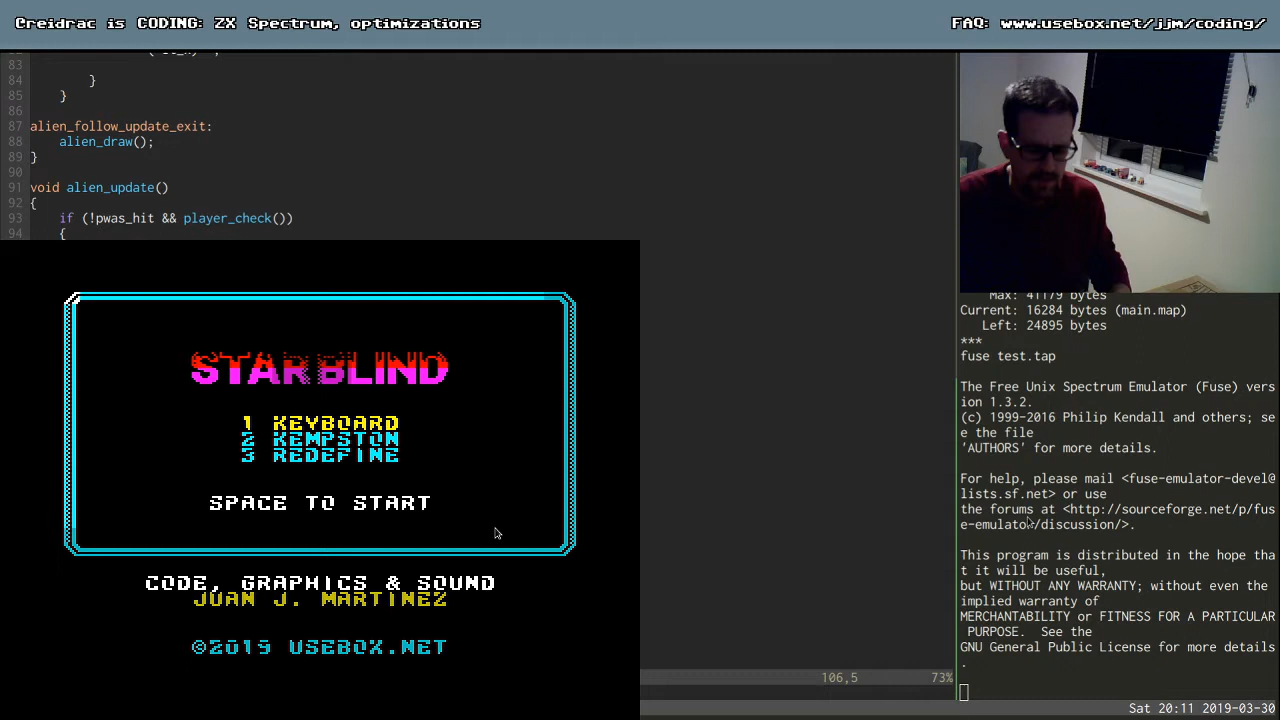 Creidrac is CODING: ZX Spectrum, optimizations
FAQ: www.usebox.net/jjm/coding/
83
84 }
85 }
86
87 alien_follow_update_exit:
88 alien_draw();
89 }
90
91 void alien_update()
92 {
93 if (!pwas_hit && player_check())
94 {
STARBLIND
1 KEYBOARD
2 KEMPSTON
3 REDEFINE
SPACE TO START
CODE, GRAPHICS & SOUND
JUAN J. MARTINEZ
©2019 USEBOX.NET
106,5 73%
Max: 41179 bytes
Current: 16284 bytes (main.map)
Left: 24895 bytes
***
fuse test.tap
The Free Unix Spectrum Emulator (Fuse) vers
ion 1.3.2.
(c) 1999-2016 Philip Kendall and others; se
e the file
'AUTHORS' for more details.
For help, please mail <fuse-emulator-devel@
lists.sf.net> or use
the forums at <http://sourceforge.net/p/fus
e-emulator/discussion/>.
This program is distributed in the hope tha
t it will be useful,
but WITHOUT ANY WARRANTY; without even the
implied warranty of
MERCHANTABILITY or FITNESS FOR A PARTICULAR
PURPOSE. See the
GNU General Public License for more details
.
Sat 20:11 2019-03-30